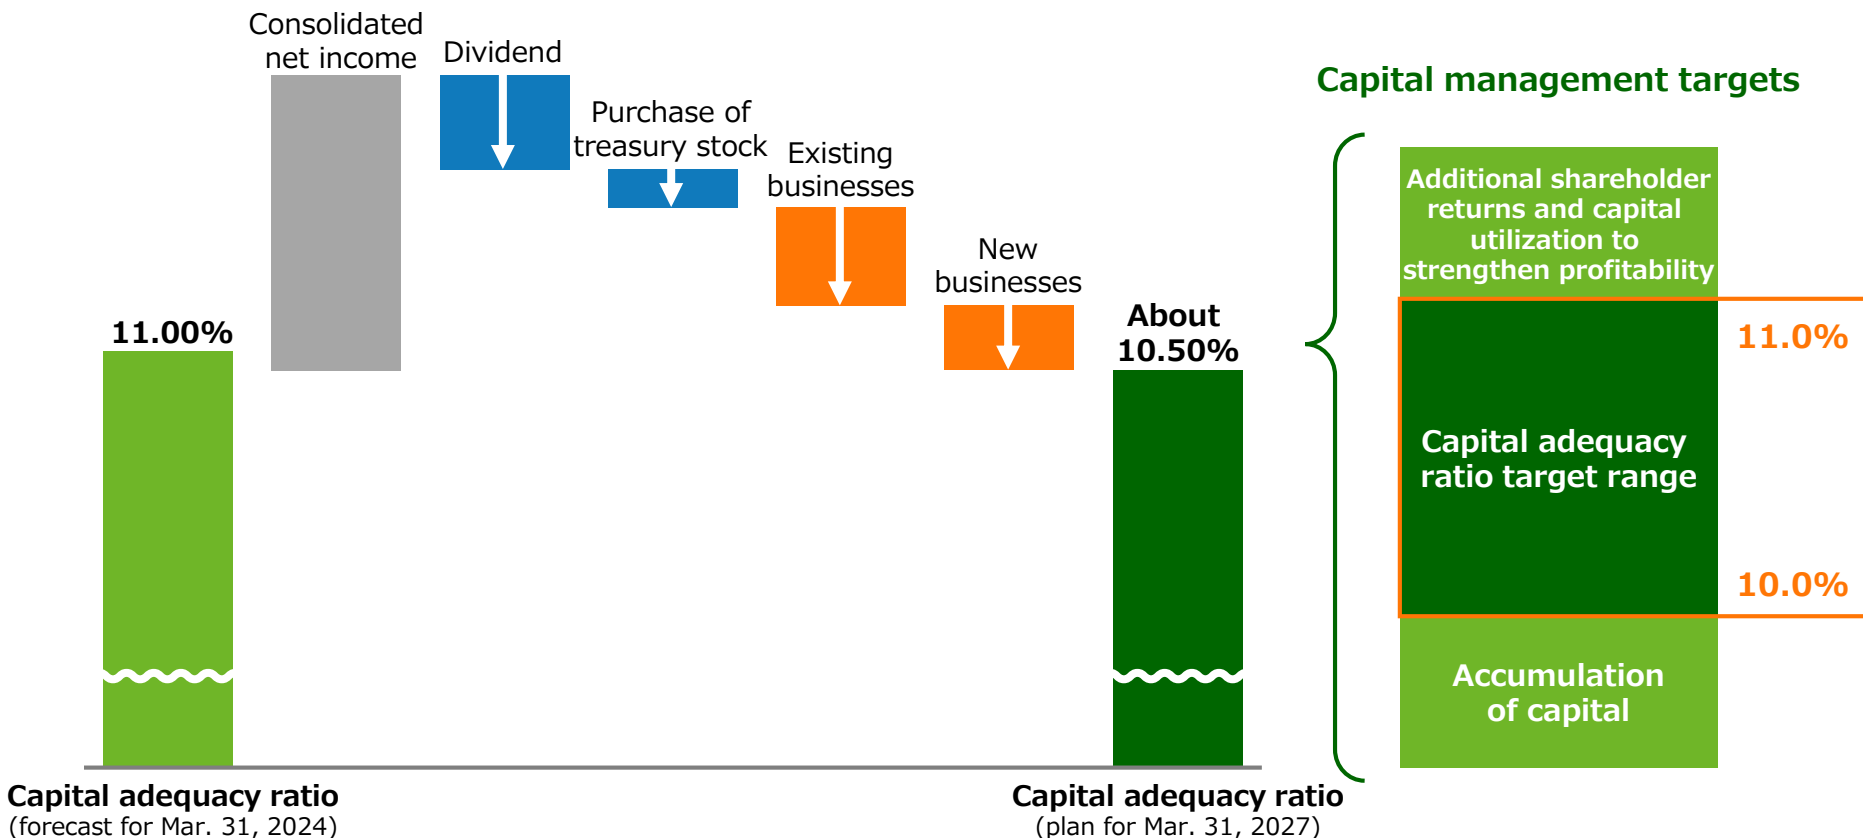 Consolidated
net income
Dividend
Purchase of
treasury stock
Existing
businesses
New
businesses
11.00%
About
10.50%
Capital adequacy ratio
(forecast for Mar. 31, 2024)
Capital adequacy ratio
(plan for Mar. 31, 2027)
Capital management targets
Additional shareholder
returns and capital
utilization to
strengthen profitability
11.0%
Capital adequacy
ratio target range
10.0%
Accumulation
of capital